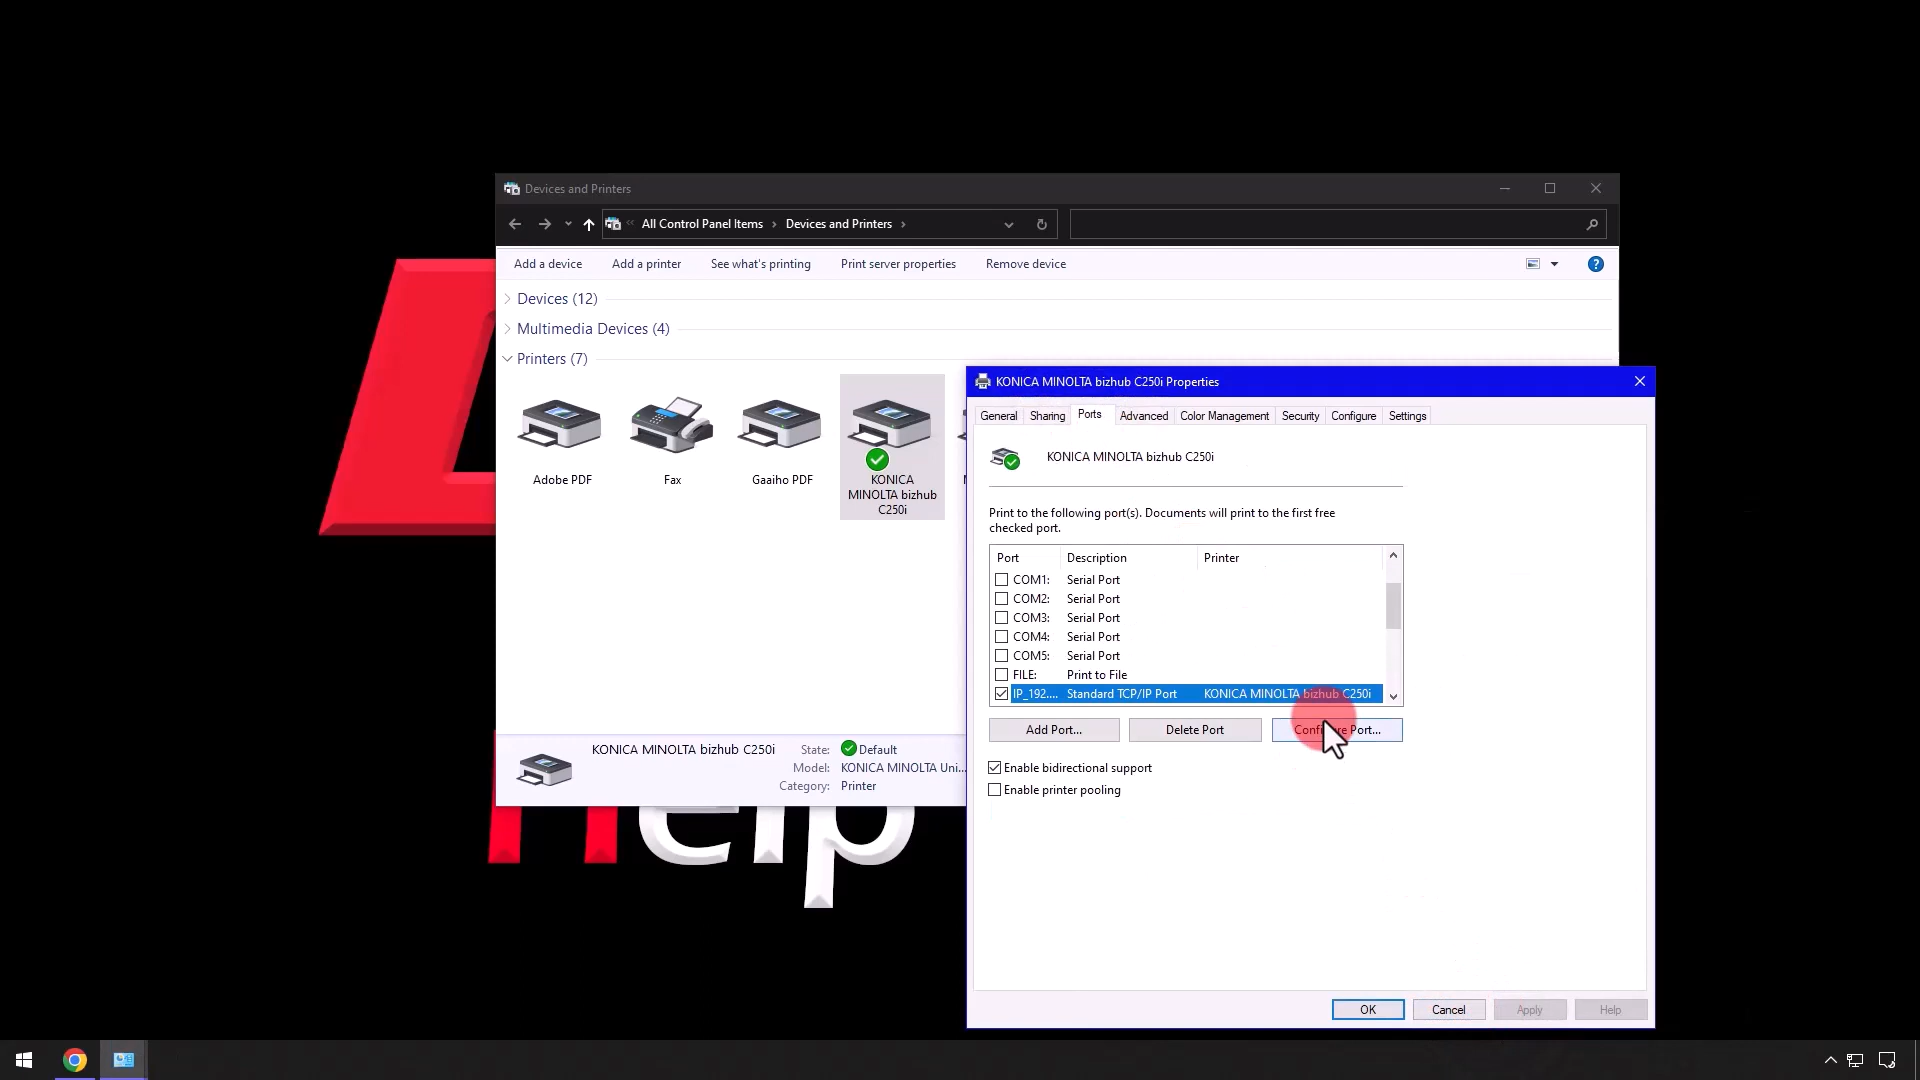 Devices and Printers
All Control Panel Items
Devices and Printers
Add a device
Add a printer
See what's printing
Print server properties
Remove device
Devices (12)
Multimedia Devices (4)
Printers (7)
Adobe PDF
Fax
Gaaiho PDF
KONICA
MINOLTA bizhub
C250i
KONICA MINOLTA bizhub C250i
State:
Default
Model:
KONICA MINOLTA Uni...
Category:
Printer
KONICA MINOLTA bizhub C250i Properties
General
Sharing
Ports
Advanced
Color Management
Security
Configure
Settings
KONICA MINOLTA bizhub C250i
Print to the following port(s). Documents will print to the first free
checked port.
Port Description Printer
COM1: Serial Port
COM2: Serial Port
COM3: Serial Port
COM4: Serial Port
COM5: Serial Port
FILE: Print to File
IP_192.... Standard TCP/IP Port KONICA MINOLTA bizhub C250i
Add Port...
Delete Port
Configure Port...
Enable bidirectional support
Enable printer pooling
OK
Cancel
Apply
Help